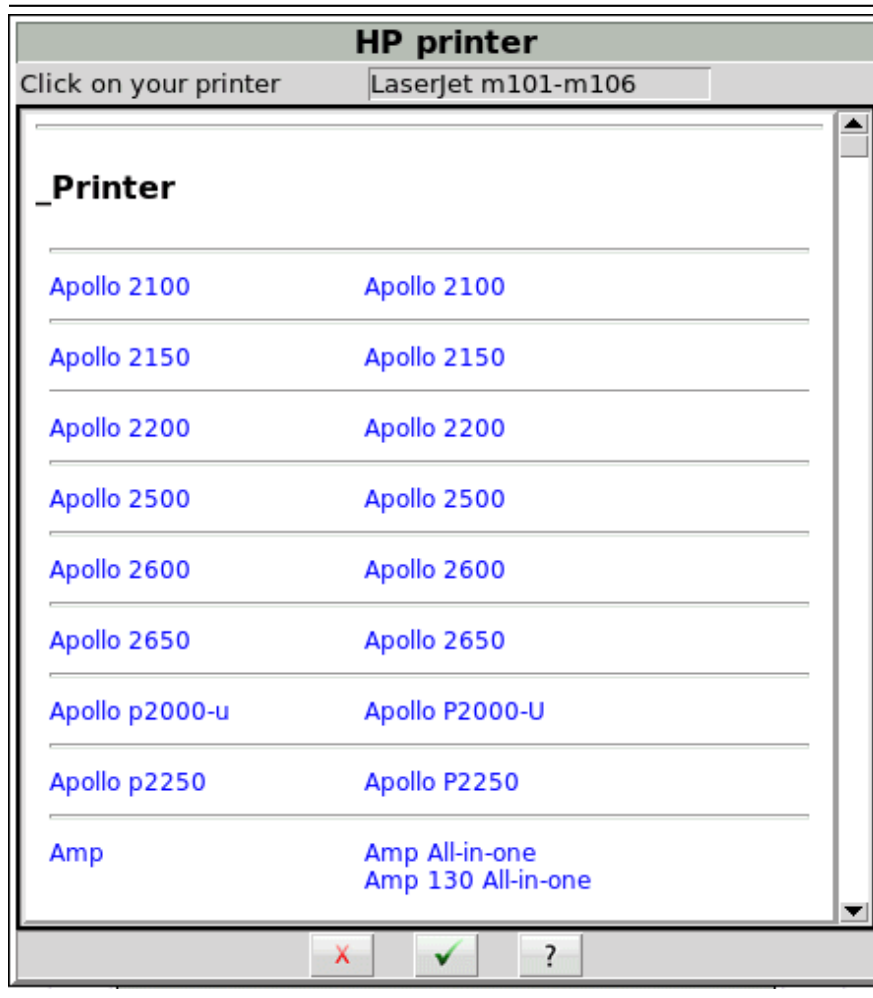 HP printer
Click on your printer LaserJet m101-m106
_Printer
Apollo 2100 Apollo 2100
Apollo 2150 Apollo 2150
Apollo 2200 Apollo 2200
Apollo 2500 Apollo 2500
Apollo 2600 Apollo 2600
Apollo 2650 Apollo 2650
Apollo p2000-u Apollo P2000-U
Apollo p2250 Apollo P2250
Amp Amp All-in-one
Amp 130 All-in-one
X ✓ ?